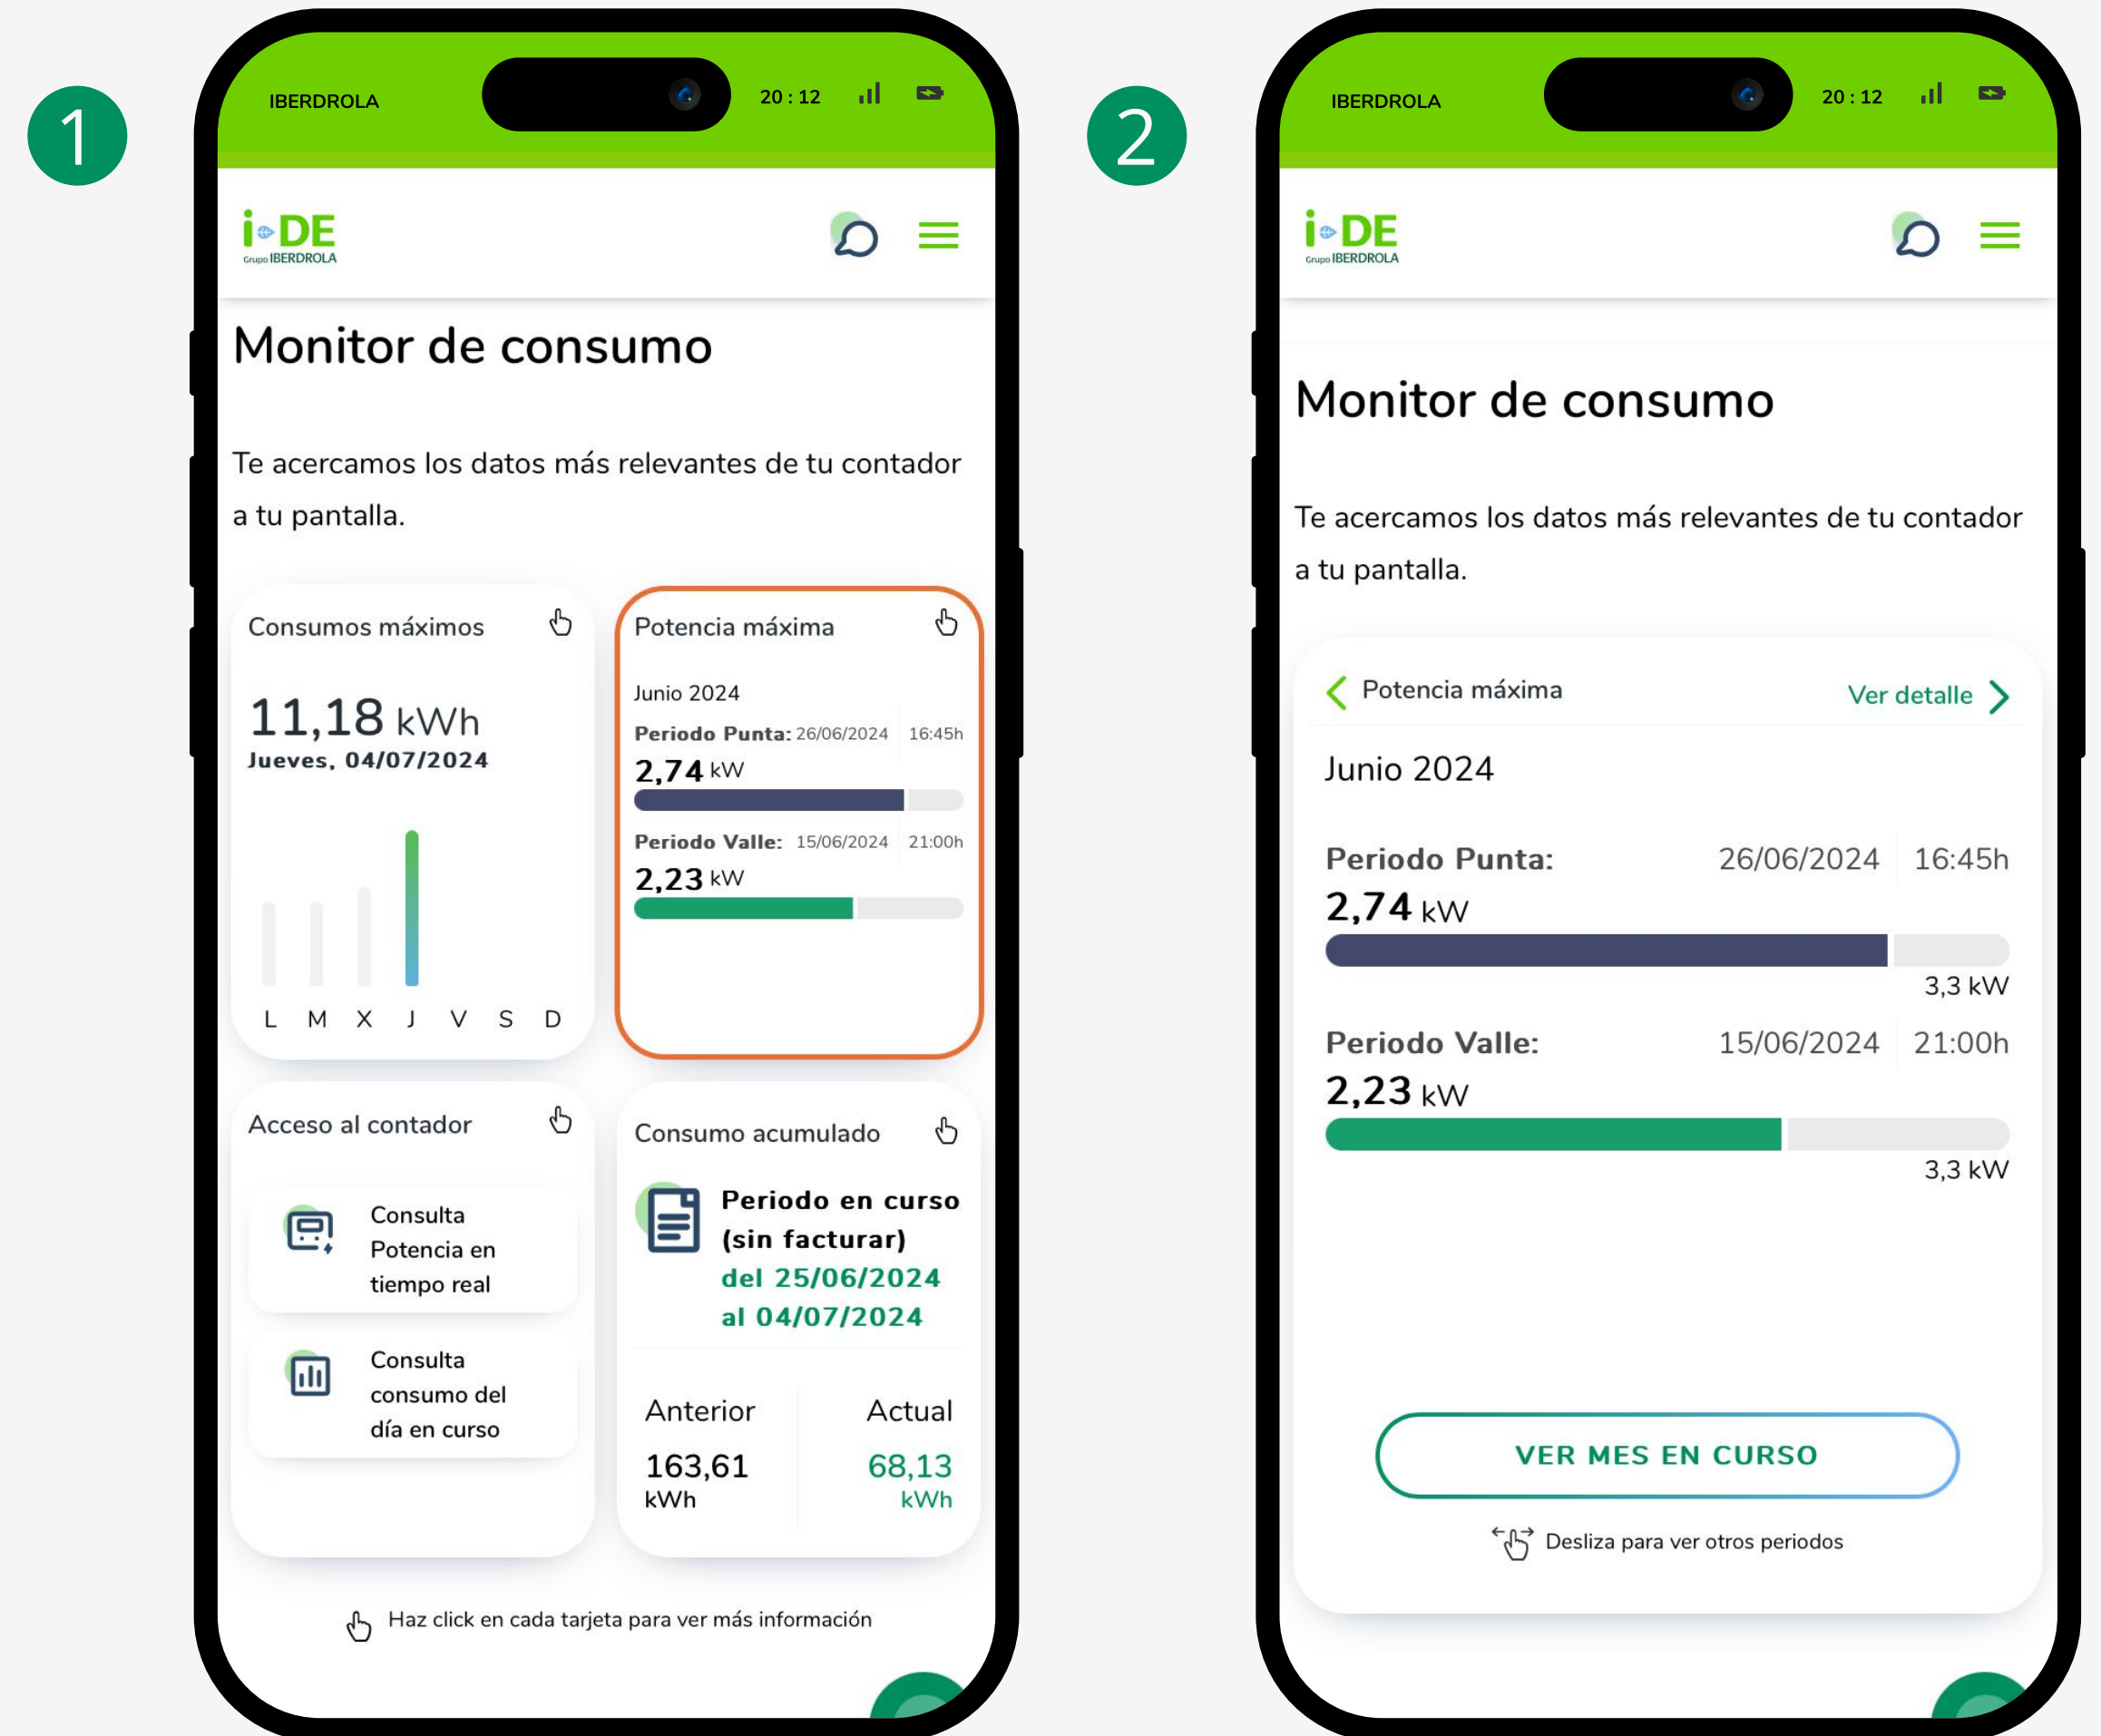 1
IBERDROLA
20 : 12
i DE
Grupo IBERDROLA
Monitor de consumo
Te acercamos los datos más relevantes de tu contador
a tu pantalla.
Consumos máximos
11,18 kWh
Jueves, 04/07/2024
L M X J V S D
Potencia máxima
Junio 2024
Periodo Punta: 26/06/2024 16:45h
2,74 kW
Periodo Valle: 15/06/2024 21:00h
2,23 kW
Acceso al contador
Consulta
Potencia en
tiempo real
Consulta
consumo del
día en curso
Consumo acumulado
Periodo en curso
(sin facturar)
del 25/06/2024
al 04/07/2024
Anterior Actual
163,61 68,13
kWh kWh
Haz click en cada tarjeta para ver más información
2
IBERDROLA
20 : 12
i DE
Grupo IBERDROLA
Monitor de consumo
Te acercamos los datos más relevantes de tu contador
a tu pantalla.
Potencia máxima Ver detalle
Junio 2024
Periodo Punta: 26/06/2024 16:45h
2,74 kW
3,3 kW
Periodo Valle: 15/06/2024 21:00h
2,23 kW
3,3 kW
VER MES EN CURSO
Desliza para ver otros periodos